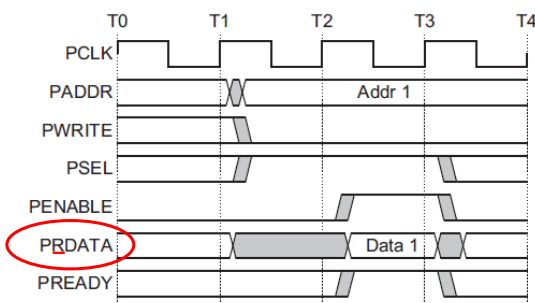 T0 T1 T2 T3 T4
PCLK
PADDR Addr 1
PWRITE
PSEL
PENABLE
PRDATA Data 1
PREADY